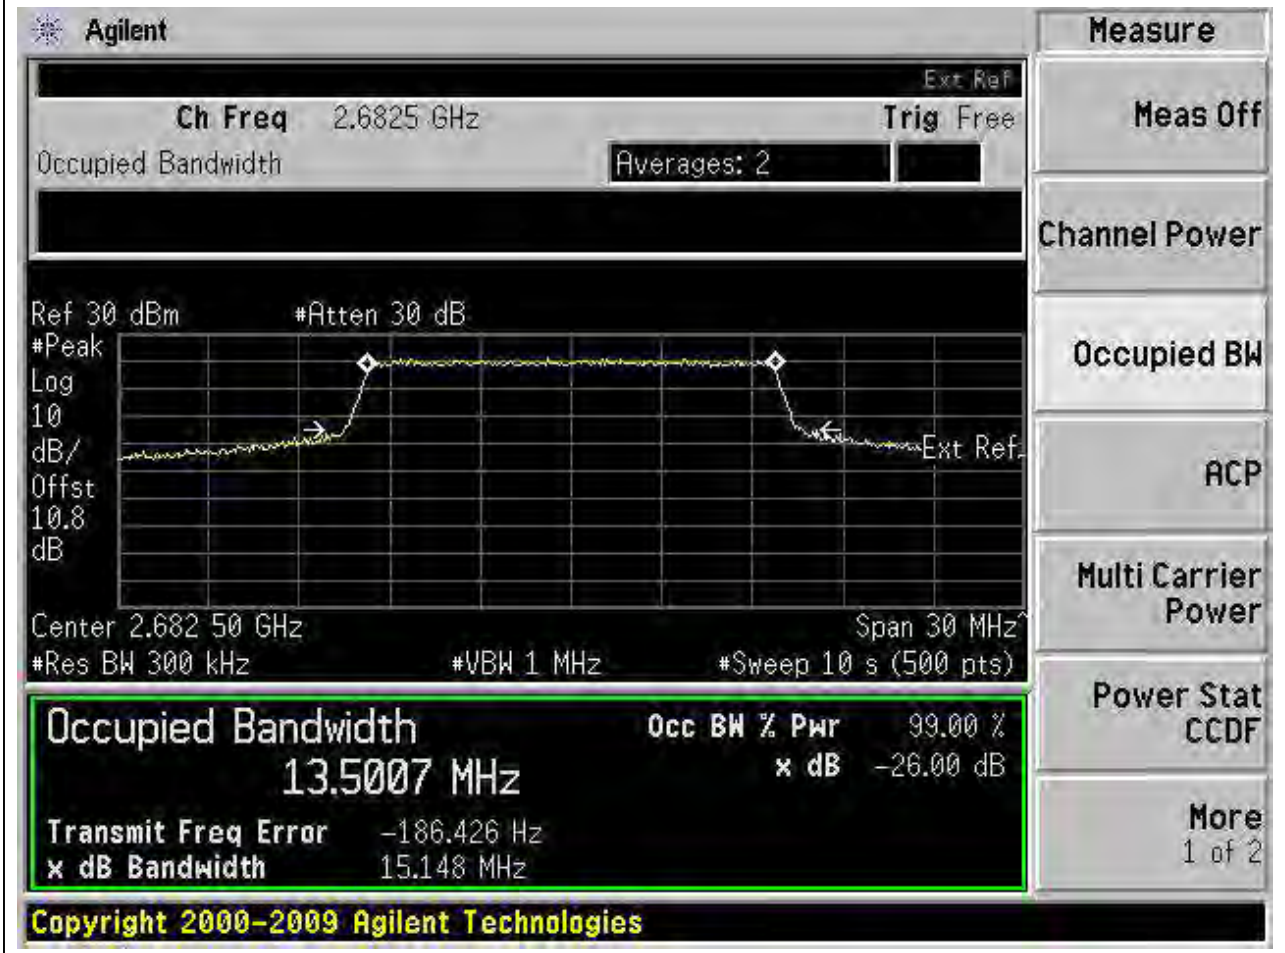 Agilent
Measure
Ext Ref
Ch Freq 2.6825 GHz Trig Free
Meas Off
Occupied Bandwidth Averages: 2
Channel Power
Ref 30 dBm #Atten 30 dB
#Peak
Log
10
dB/
Offst
10.8
dB
Ext Ref
Occupied BW
ACP
Center 2.682 50 GHz Span 30 MHz^
#Res BW 300 kHz #VBW 1 MHz #Sweep 10 s (500 pts)
Multi Carrier
Power
Occupied Bandwidth Occ BW % Pwr 99.00 %
13.5007 MHz x dB -26.00 dB
Transmit Freq Error -186.426 Hz
x dB Bandwidth 15.148 MHz
Power Stat
CCDF
More
1 of 2
Copyright 2000-2009 Agilent Technologies